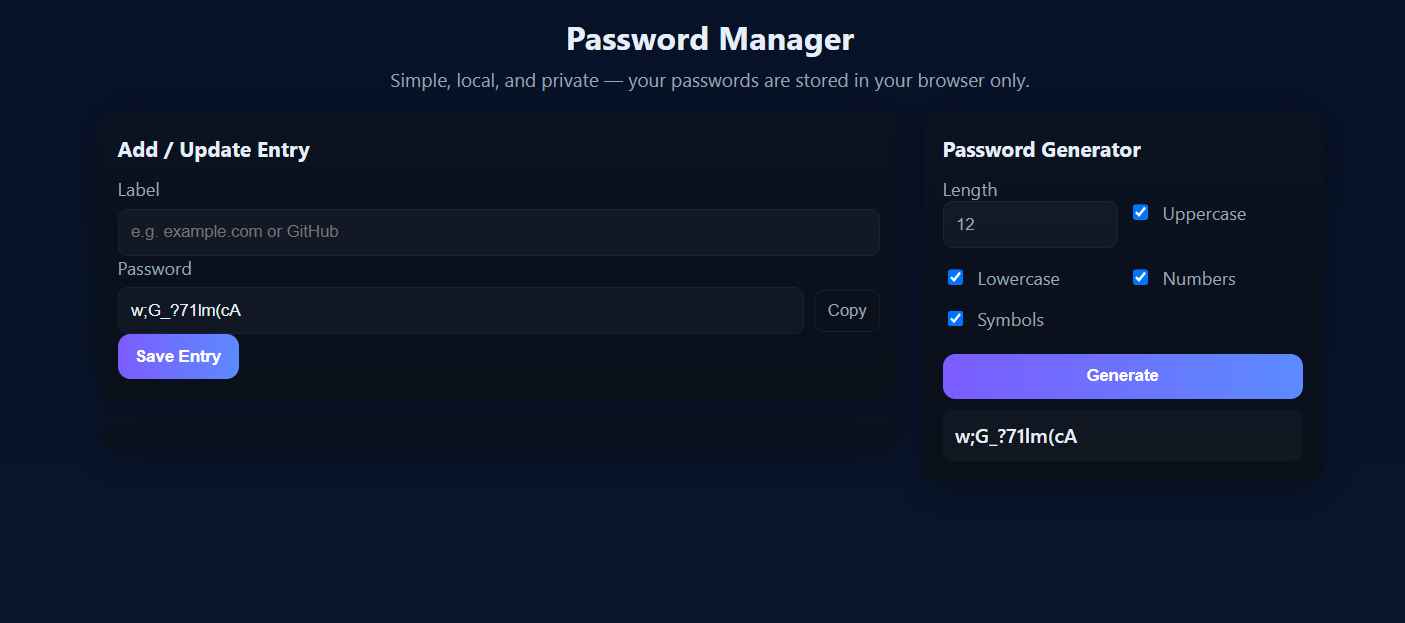 Password Manager
Simple, local, and private — your passwords are stored in your browser only.
Add / Update Entry
Label
e.g. example.com or GitHub
Password
w;G_?71lm(cA
Copy
Save Entry
Password Generator
Length
12
Uppercase
Lowercase
Numbers
Symbols
Generate
w;G_?71lm(cA